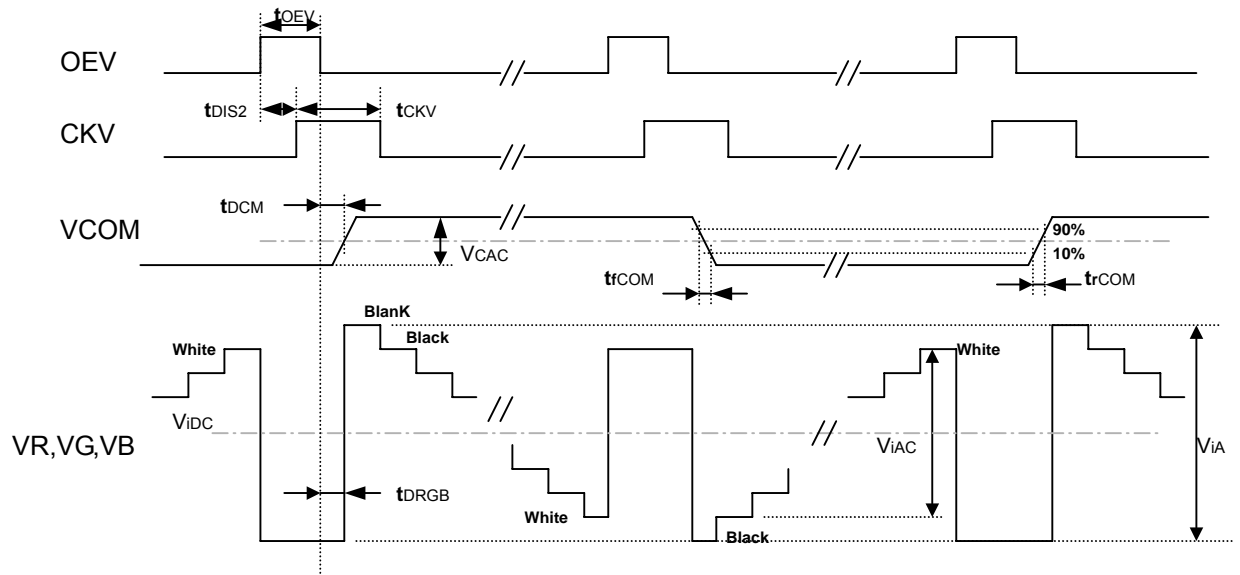 tOEV
OEV
tDIS2
tCKV
CKV
tDCM
VCOM
VCAC
90%
10%
tfCOM
trCOM
BlanK
White
Black
White
ViDC
VR,VG,VB
ViAC
ViA
tDRGB
White
Black